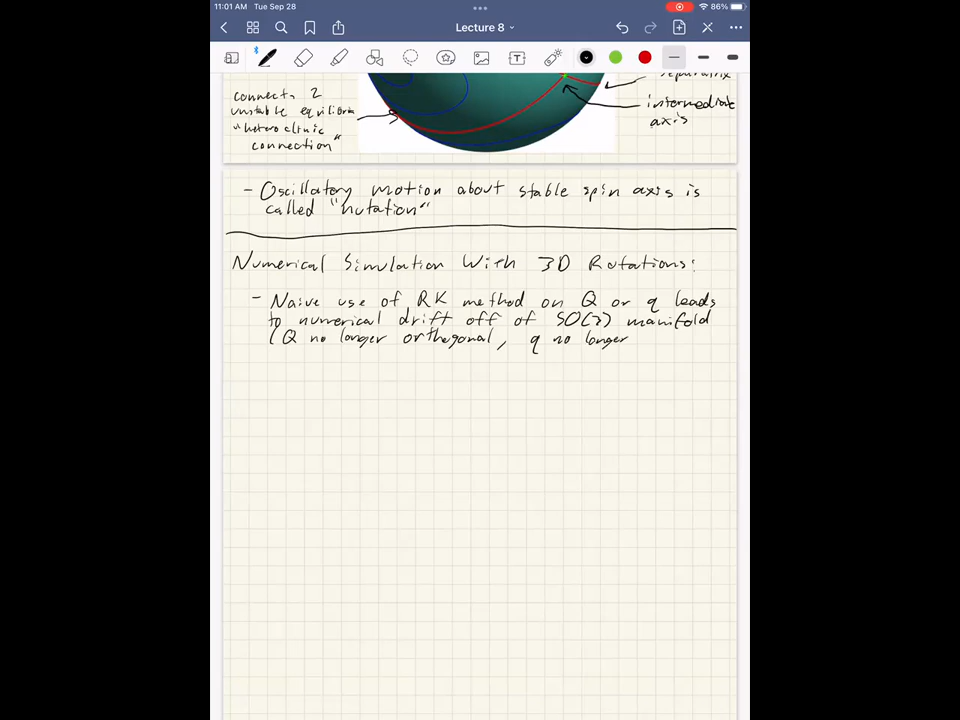 11:01 AM Tue Sep 28
86%
Lecture 8
T
separatrix
connects 2
unstable equilibria
"heteroclinic
connection"
intermediate
axis
- Oscillatory motion about stable spin axis is
called "nutation"
Numerical Simulation With 3D Rotations:
- Naive use of RK method on Q or q leads
to numerical drift off of SO(3) manifold
(Q no longer orthogonal, q no longer